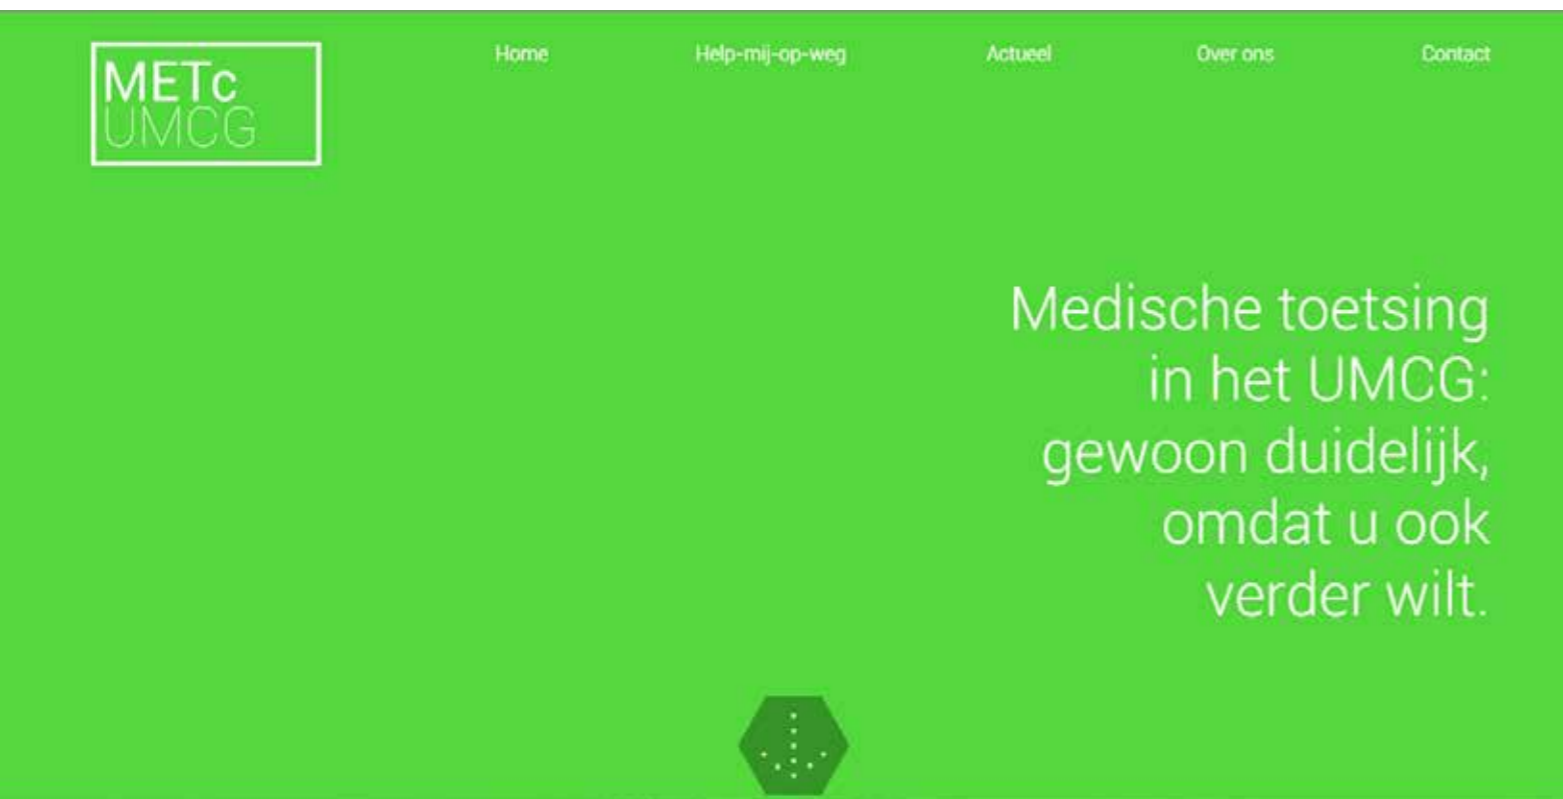 METc
UMCG
Home
Help-mij-op-weg
Actueel
Over ons
Contact
Medische toetsing
in het UMCG:
gewoon duidelijk,
omdat u ook
verder wilt.